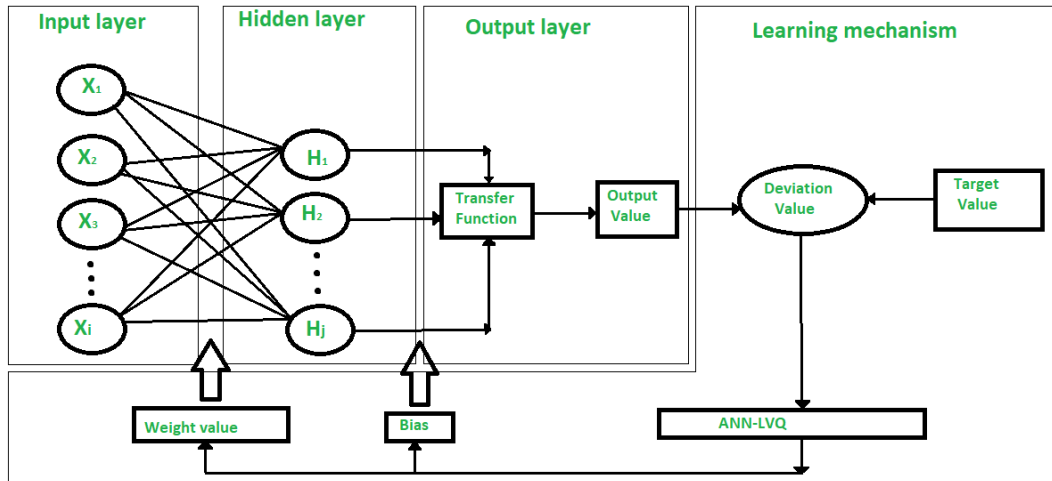 Input layer
Hidden layer
Output layer
Learning mechanism
X1
X2
X3
Xi
H1
H2
Hj
Transfer
Function
Output
Value
Deviation
Value
Target
Value
Weight value
Bias
ANN-LVQ